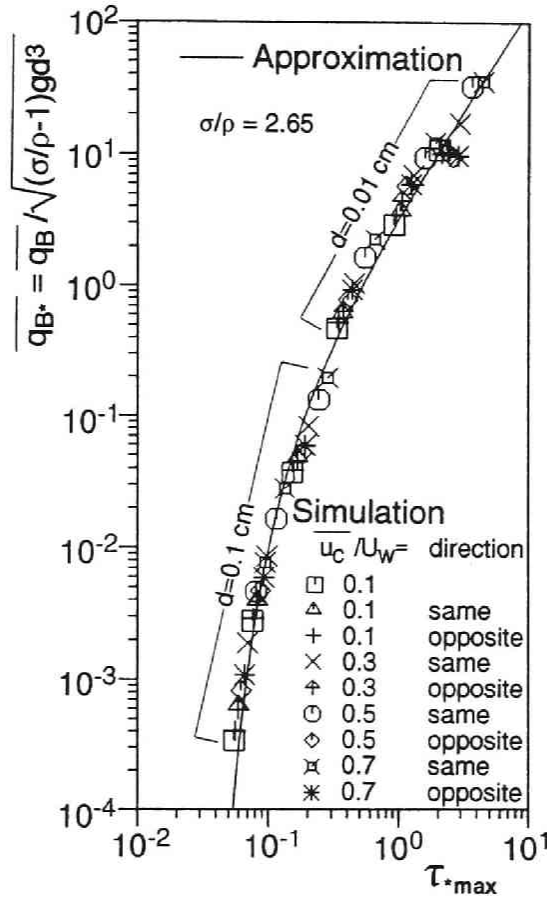 10²
Approximation
σ/ρ = 2.65
10¹
d=0.01 cm
10⁰
10⁻¹
d=0.1 cm
10⁻²
10⁻³
10⁻⁴
q_B* = q_B /√(σ/ρ-1)gd³
Simulation
u_C /U_W= direction
0.1
0.1 same
0.1 opposite
0.3 same
0.3 opposite
0.5 same
0.5 opposite
0.7 same
0.7 opposite
10⁻² 10⁻¹ 10⁰ 10¹
τ*max